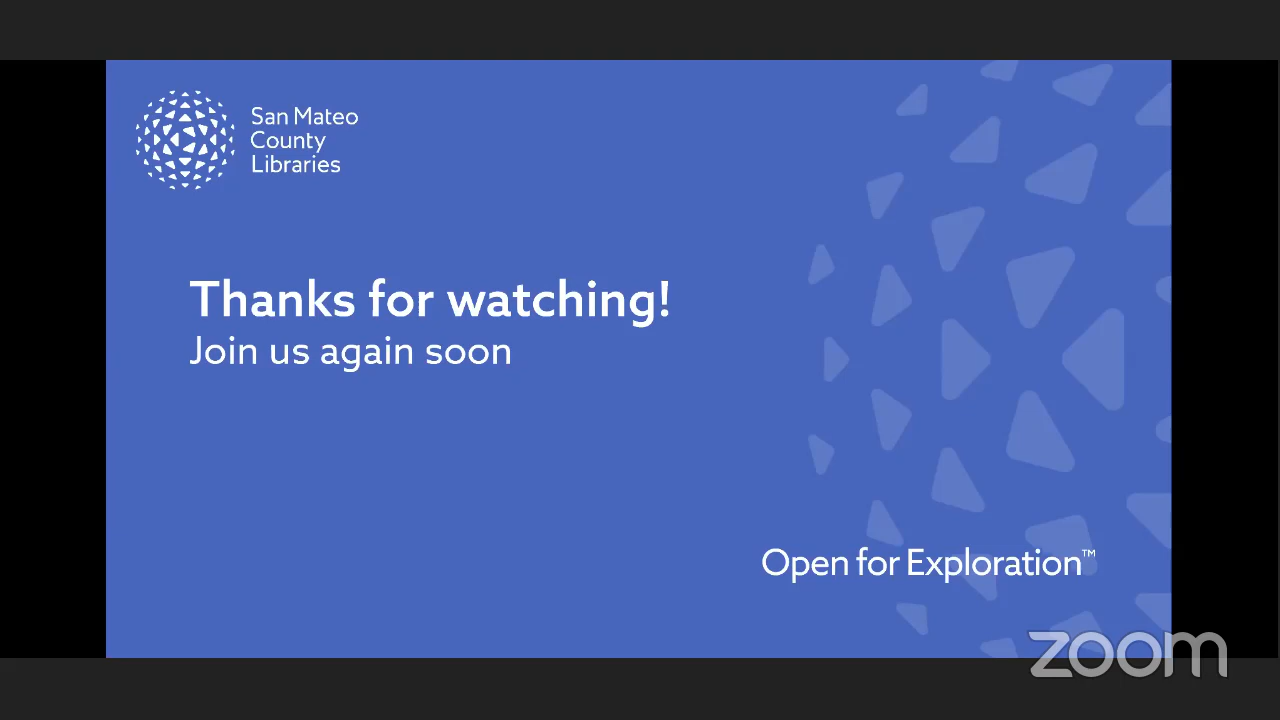 San Mateo
County
Libraries
Thanks for watching!
Join us again soon
Open for Exploration™
zoom